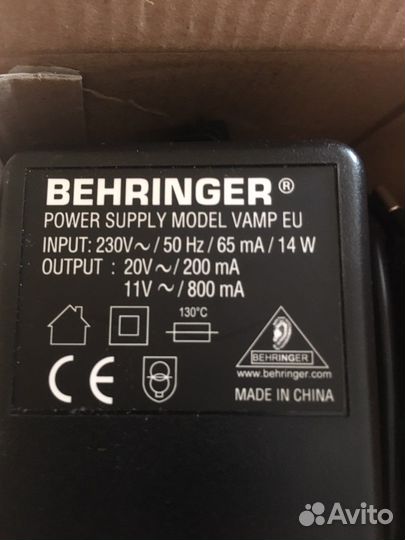 BEHRINGER®
POWER SUPPLY MODEL VAMP EU
INPUT: 230V～/ 50 Hz / 65 mA / 14 W
OUTPUT : 20V～/ 200 mA
11V～/ 800 mA
130°C
BEHRINGER
www.behringer.com
CE
MADE IN CHINA
Avito